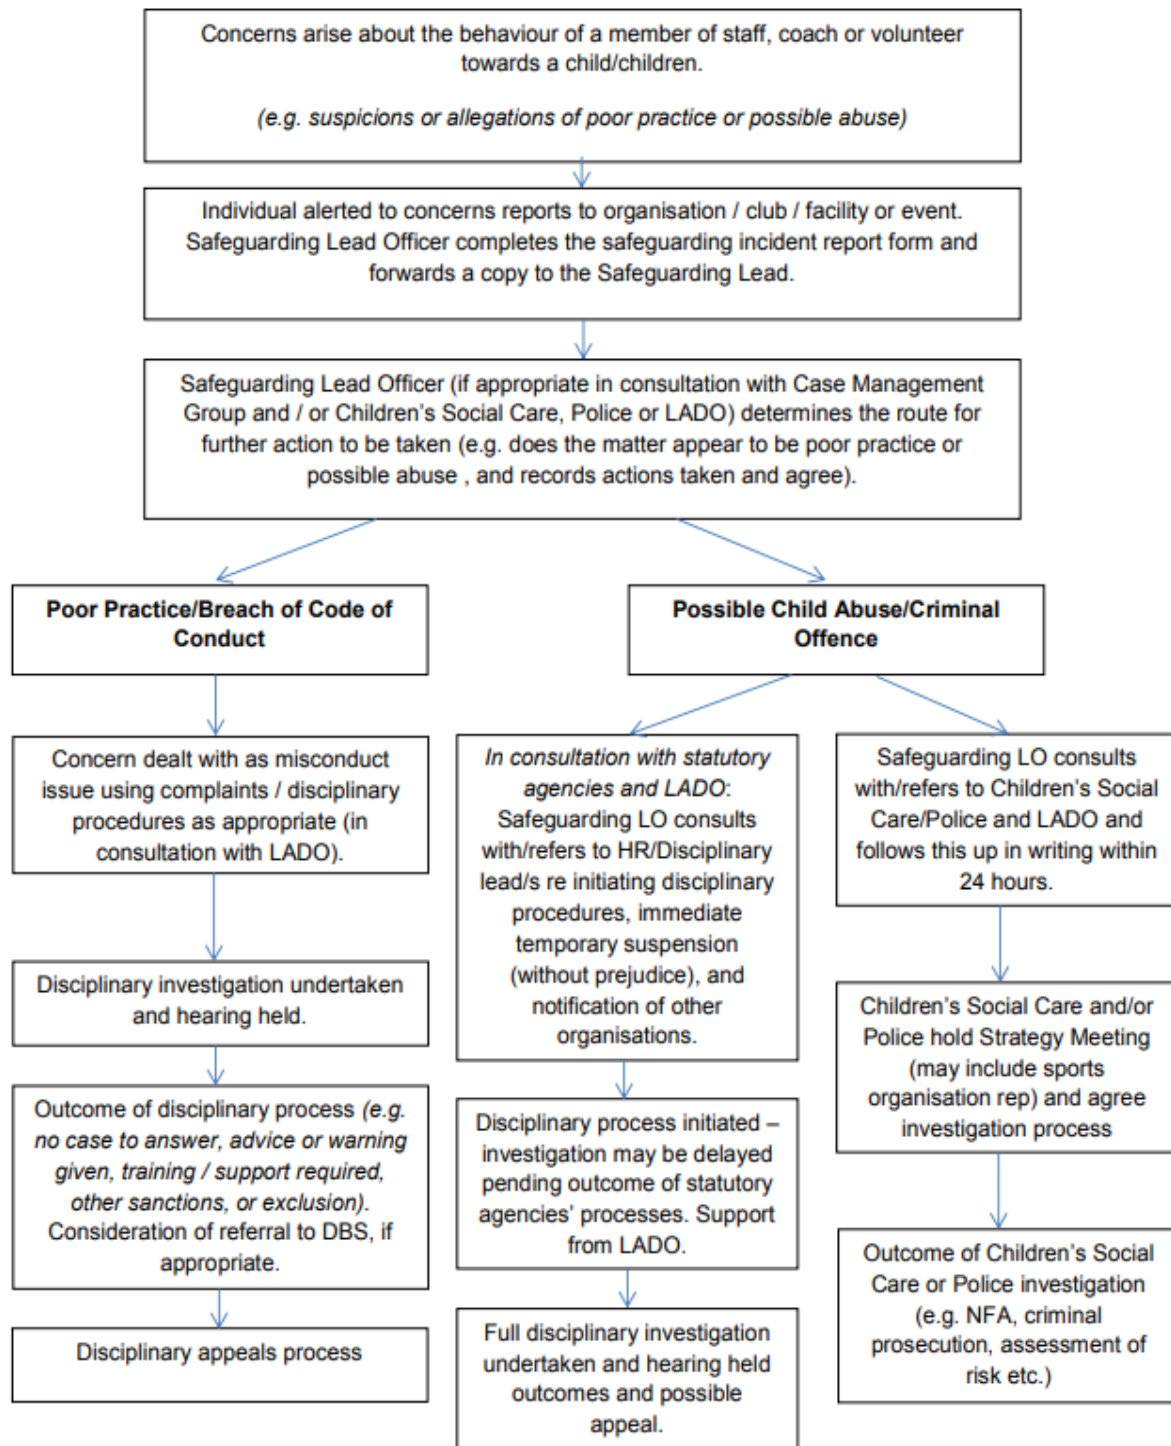 Concerns arise about the behaviour of a member of staff, coach or volunteer
towards a child/children.
(e.g. suspicions or allegations of poor practice or possible abuse)
Individual alerted to concerns reports to organisation / club / facility or event.
Safeguarding Lead Officer completes the safeguarding incident report form and
forwards a copy to the Safeguarding Lead.
Safeguarding Lead Officer (if appropriate in consultation with Case Management
Group and / or Children's Social Care, Police or LADO) determines the route for
further action to be taken (e.g. does the matter appear to be poor practice or
possible abuse , and records actions taken and agree).
Poor Practice/Breach of Code of
Conduct
Possible Child Abuse/Criminal
Offence
Concern dealt with as misconduct
issue using complaints / disciplinary
procedures as appropriate (in
consultation with LADO).
Disciplinary investigation undertaken
and hearing held.
Outcome of disciplinary process (e.g.
no case to answer, advice or warning
given, training / support required,
other sanctions, or exclusion).
Consideration of referral to DBS, if
appropriate.
Disciplinary appeals process
In consultation with statutory
agencies and LADO:
Safeguarding LO consults
with/refers to HR/Disciplinary
lead/s re initiating disciplinary
procedures, immediate
temporary suspension
(without prejudice), and
notification of other
organisations.
Disciplinary process initiated –
investigation may be delayed
pending outcome of statutory
agencies' processes. Support
from LADO.
Full disciplinary investigation
undertaken and hearing held
outcomes and possible
appeal.
Safeguarding LO consults
with/refers to Children's Social
Care/Police and LADO and
follows this up in writing within
24 hours.
Children's Social Care and/or
Police hold Strategy Meeting
(may include sports
organisation rep) and agree
investigation process
Outcome of Children's Social
Care or Police investigation
(e.g. NFA, criminal
prosecution, assessment of
risk etc.)